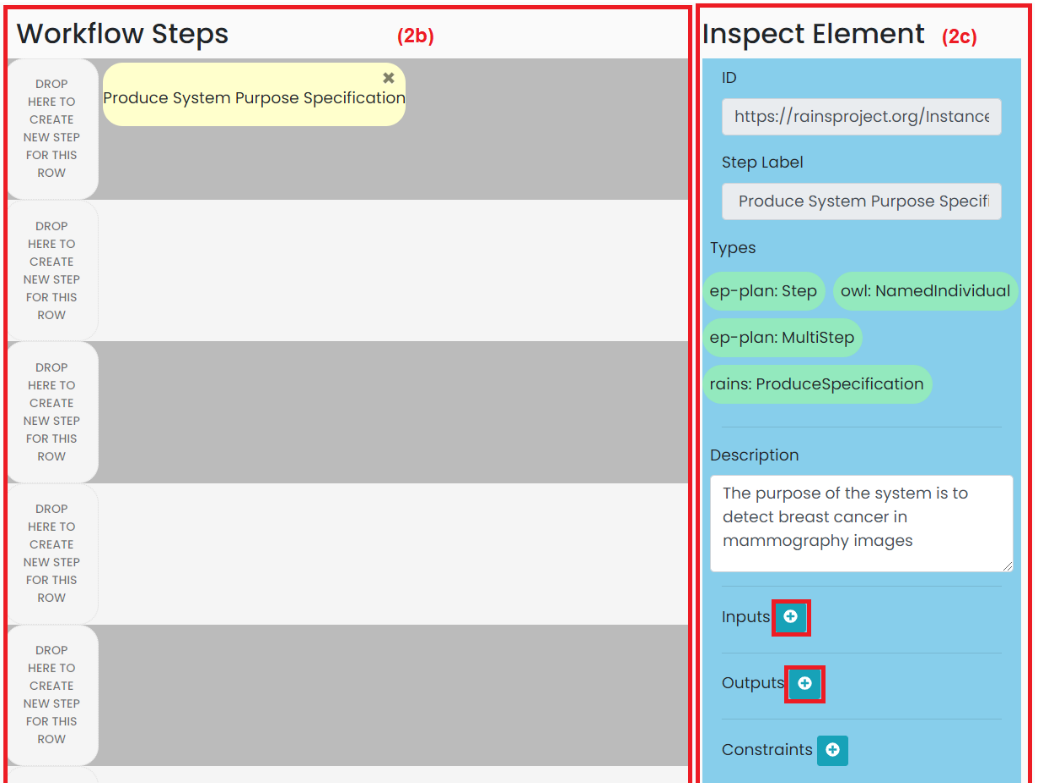 Workflow Steps
(2b)
DROP
HERE TO
CREATE
NEW STEP
FOR THIS
ROW
✖
Produce System Purpose Specification
DROP
HERE TO
CREATE
NEW STEP
FOR THIS
ROW
DROP
HERE TO
CREATE
NEW STEP
FOR THIS
ROW
DROP
HERE TO
CREATE
NEW STEP
FOR THIS
ROW
DROP
HERE TO
CREATE
NEW STEP
FOR THIS
ROW
Inspect Element (2c)
ID
https://rainsproject.org/Instance
Step Label
Produce System Purpose Specifi
Types
ep-plan: Step owl: NamedIndividual
ep-plan: MultiStep
rains: ProduceSpecification
Description
The purpose of the system is to
detect breast cancer in
mammography images
Inputs
Outputs
Constraints